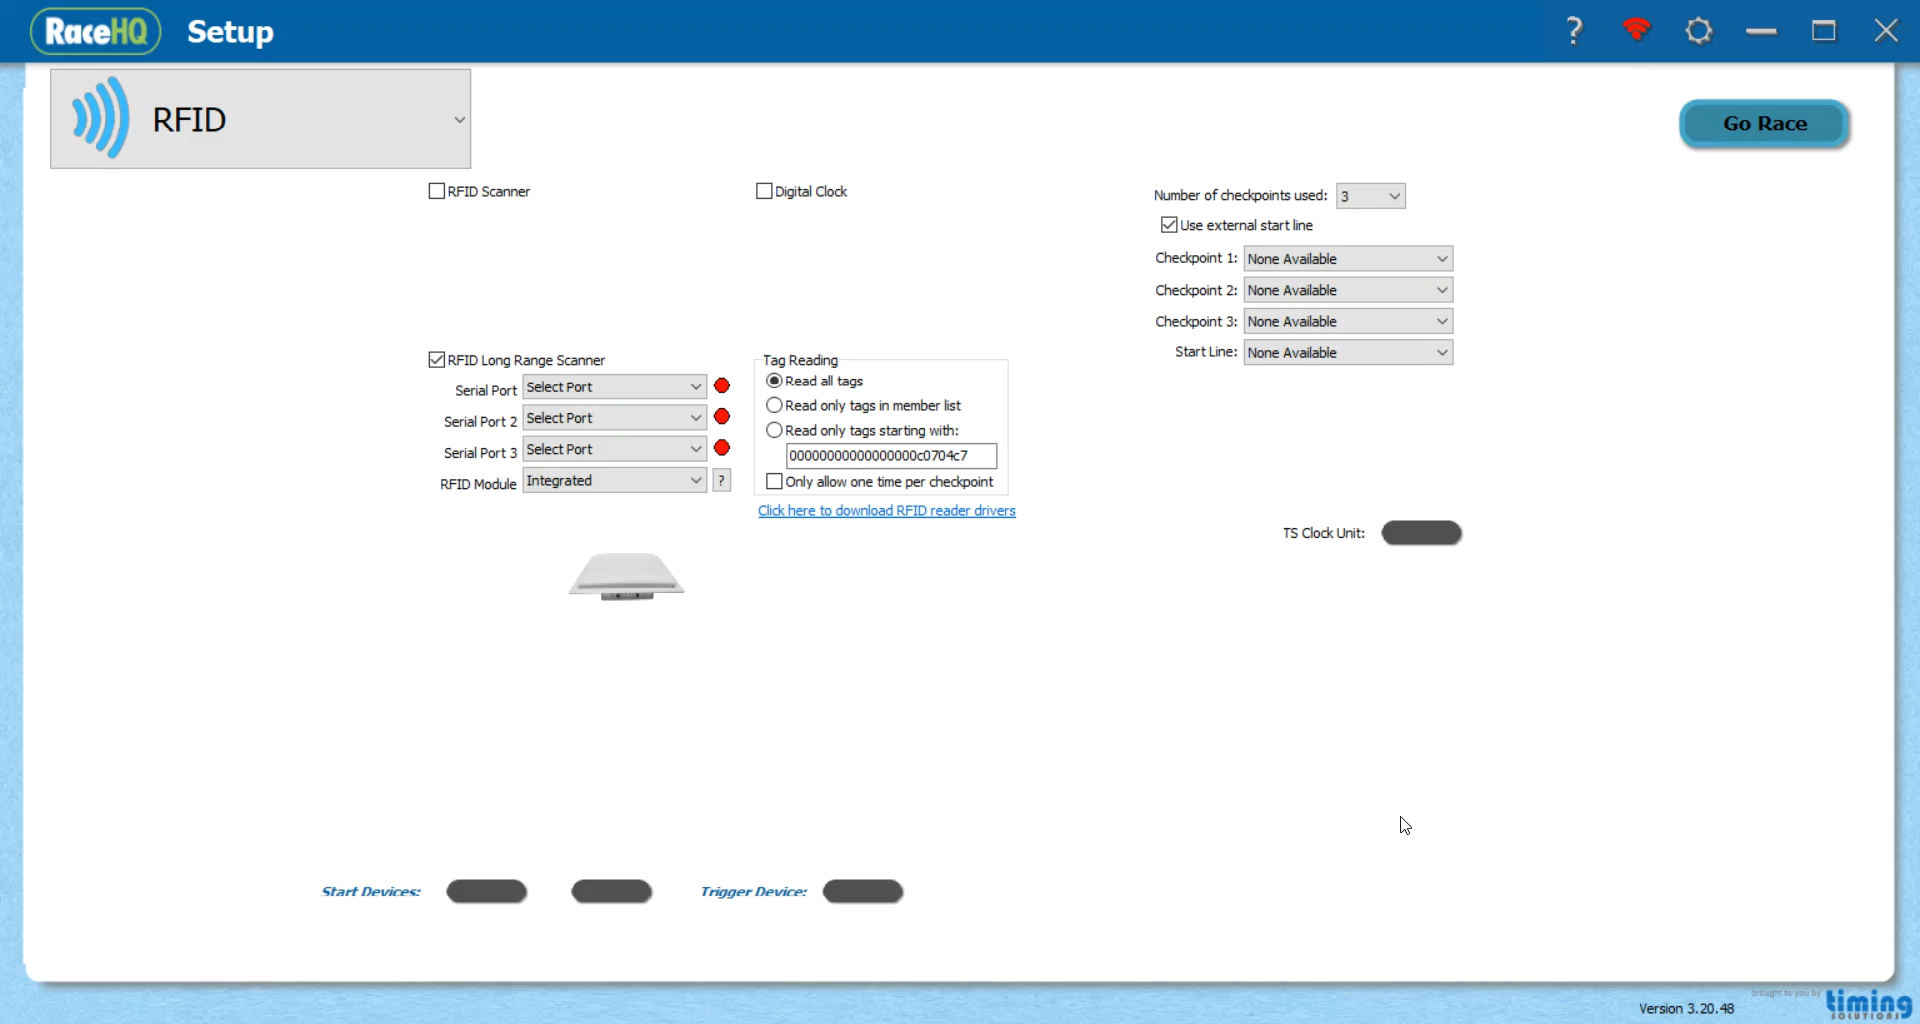 RaceHQ Setup
RFID
Go Race
RFID Scanner
Digital Clock
Number of checkpoints used: 3
Use external start line
Checkpoint 1: None Available
Checkpoint 2: None Available
Checkpoint 3: None Available
Start Line: None Available
RFID Long Range Scanner
Serial Port Select Port
Serial Port 2 Select Port
Serial Port 3 Select Port
RFID Module Integrated ?
Tag Reading
Read all tags
Read only tags in member list
Read only tags starting with:
00000000000000000c0704c7
Only allow one time per checkpoint
Click here to download RFID reader drivers
TS Clock Unit:
Start Devices:
Trigger Device:
Version 3.20.48
brought to you by
timing
SOLUTIONS